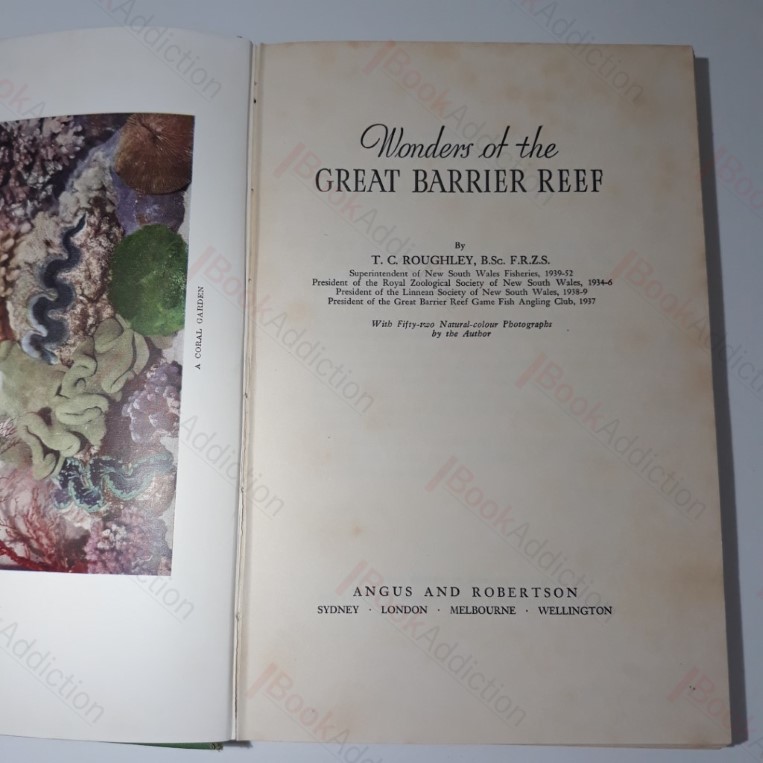 A CORAL GARDEN
Wonders of the
GREAT BARRIER REEF
By
T. C. ROUGHLEY, B.Sc. F.R.Z.S.
Superintendent of New South Wales Fisheries, 1939-52
President of the Royal Zoological Society of New South Wales, 1934-6
President of the Linnean Society of New South Wales, 1938-9
President of the Great Barrier Reef Game Fish Angling Club, 1937
With Fifty-two Natural-colour Photographs
by the Author
ANGUS AND ROBERTSON
SYDNEY · LONDON · MELBOURNE · WELLINGTON
BookAddiction